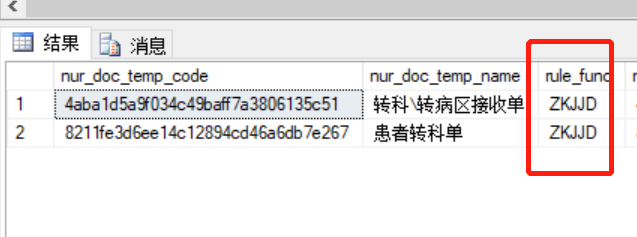 结果 消息
nur_doc_temp_code nur_doc_temp_name rule_func
1 4aba1d5a9f034c49baff7a3806135c51 转科\转病区接收单 ZKJJD
2 8211fe3d6ee14c12894cd46a6db7e267 患者转科单 ZKJJD